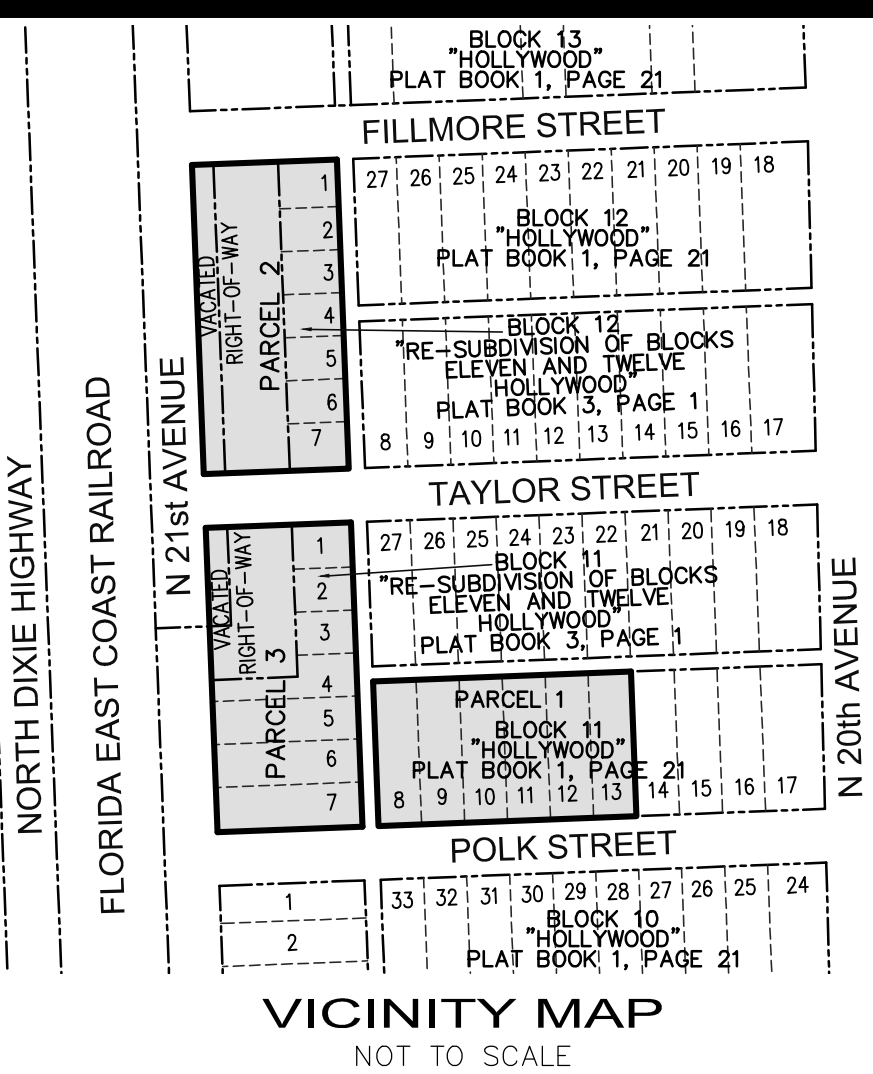 BLOCK 13
"HOLLYWOOD"
PLAT BOOK 1, PAGE 21
FILLMORE STREET
27 26 25 24 23 22 21 20 19 18
BLOCK 12
"HOLLYWOOD"
PLAT BOOK 1, PAGE 21
1
2
3
4
5
6
7
VACATED
RIGHT-OF-WAY
PARCEL 2
BLOCK 12
"RE-SUBDIVISION OF BLOCKS
ELEVEN AND TWELVE
HOLLYWOOD"
PLAT BOOK 3, PAGE 1
8 9 10 11 12 13 14 15 16 17
NORTH DIXIE HIGHWAY
FLORIDA EAST COAST RAILROAD
N 21st AVENUE
TAYLOR STREET
27 26 25 24 23 22 21 20 19 18
BLOCK 11
"RE-SUBDIVISION OF BLOCKS
ELEVEN AND TWELVE
HOLLYWOOD"
PLAT BOOK 3, PAGE 1
1
2
3
4
5
6
7
VACATED
RIGHT-OF-WAY
PARCEL 3
PARCEL 1
BLOCK 11
"HOLLYWOOD"
PLAT BOOK 1, PAGE 21
8 9 10 11 12 13 14 15 16 17
N 20th AVENUE
POLK STREET
1
2
33 32 31 30 29 28 27 26 25 24
BLOCK 10
"HOLLYWOOD"
PLAT BOOK 1, PAGE 21
VICINITY MAP
NOT TO SCALE